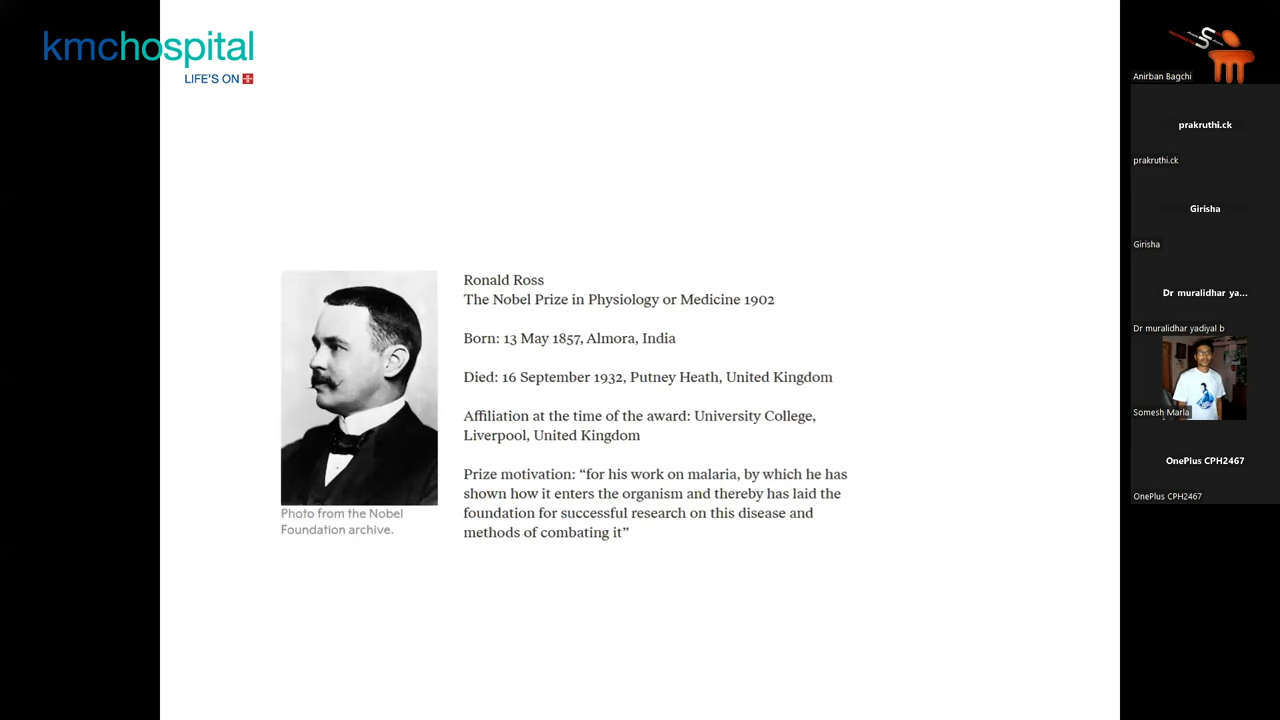 kmchospital
LIFE'S ON
Ronald Ross
The Nobel Prize in Physiology or Medicine 1902
Born: 13 May 1857, Almora, India
Died: 16 September 1932, Putney Heath, United Kingdom
Affiliation at the time of the award: University College,
Liverpool, United Kingdom
Prize motivation: “for his work on malaria, by which he has
shown how it enters the organism and thereby has laid the
foundation for successful research on this disease and
methods of combating it”
Photo from the Nobel
Foundation archive.
Anirban Bagchi
prakruthi.ck
prakruthi.ck
Girisha
Girisha
Dr muralidhar ya...
Dr muralidhar yadiyal b
Somesh Marla
OnePlus CPH2467
OnePlus CPH2467